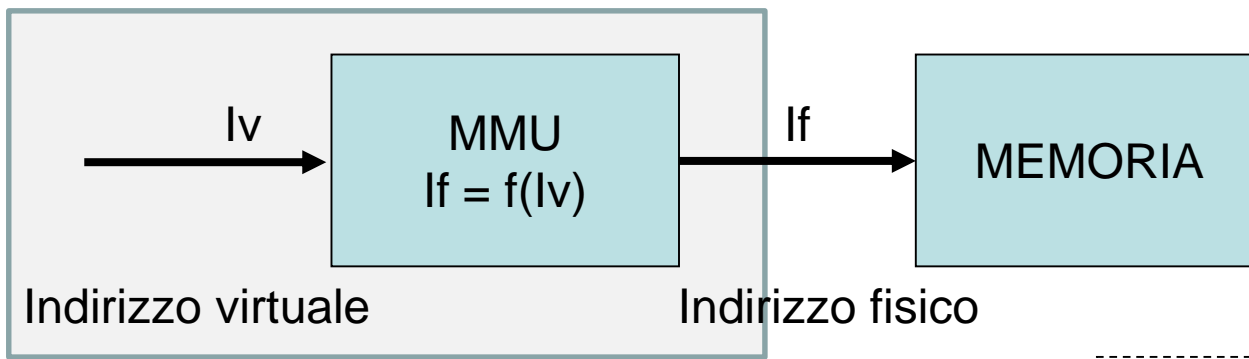 Iv
MMU
If = f(Iv)
If
MEMORIA
Indirizzo virtuale
Indirizzo fisico